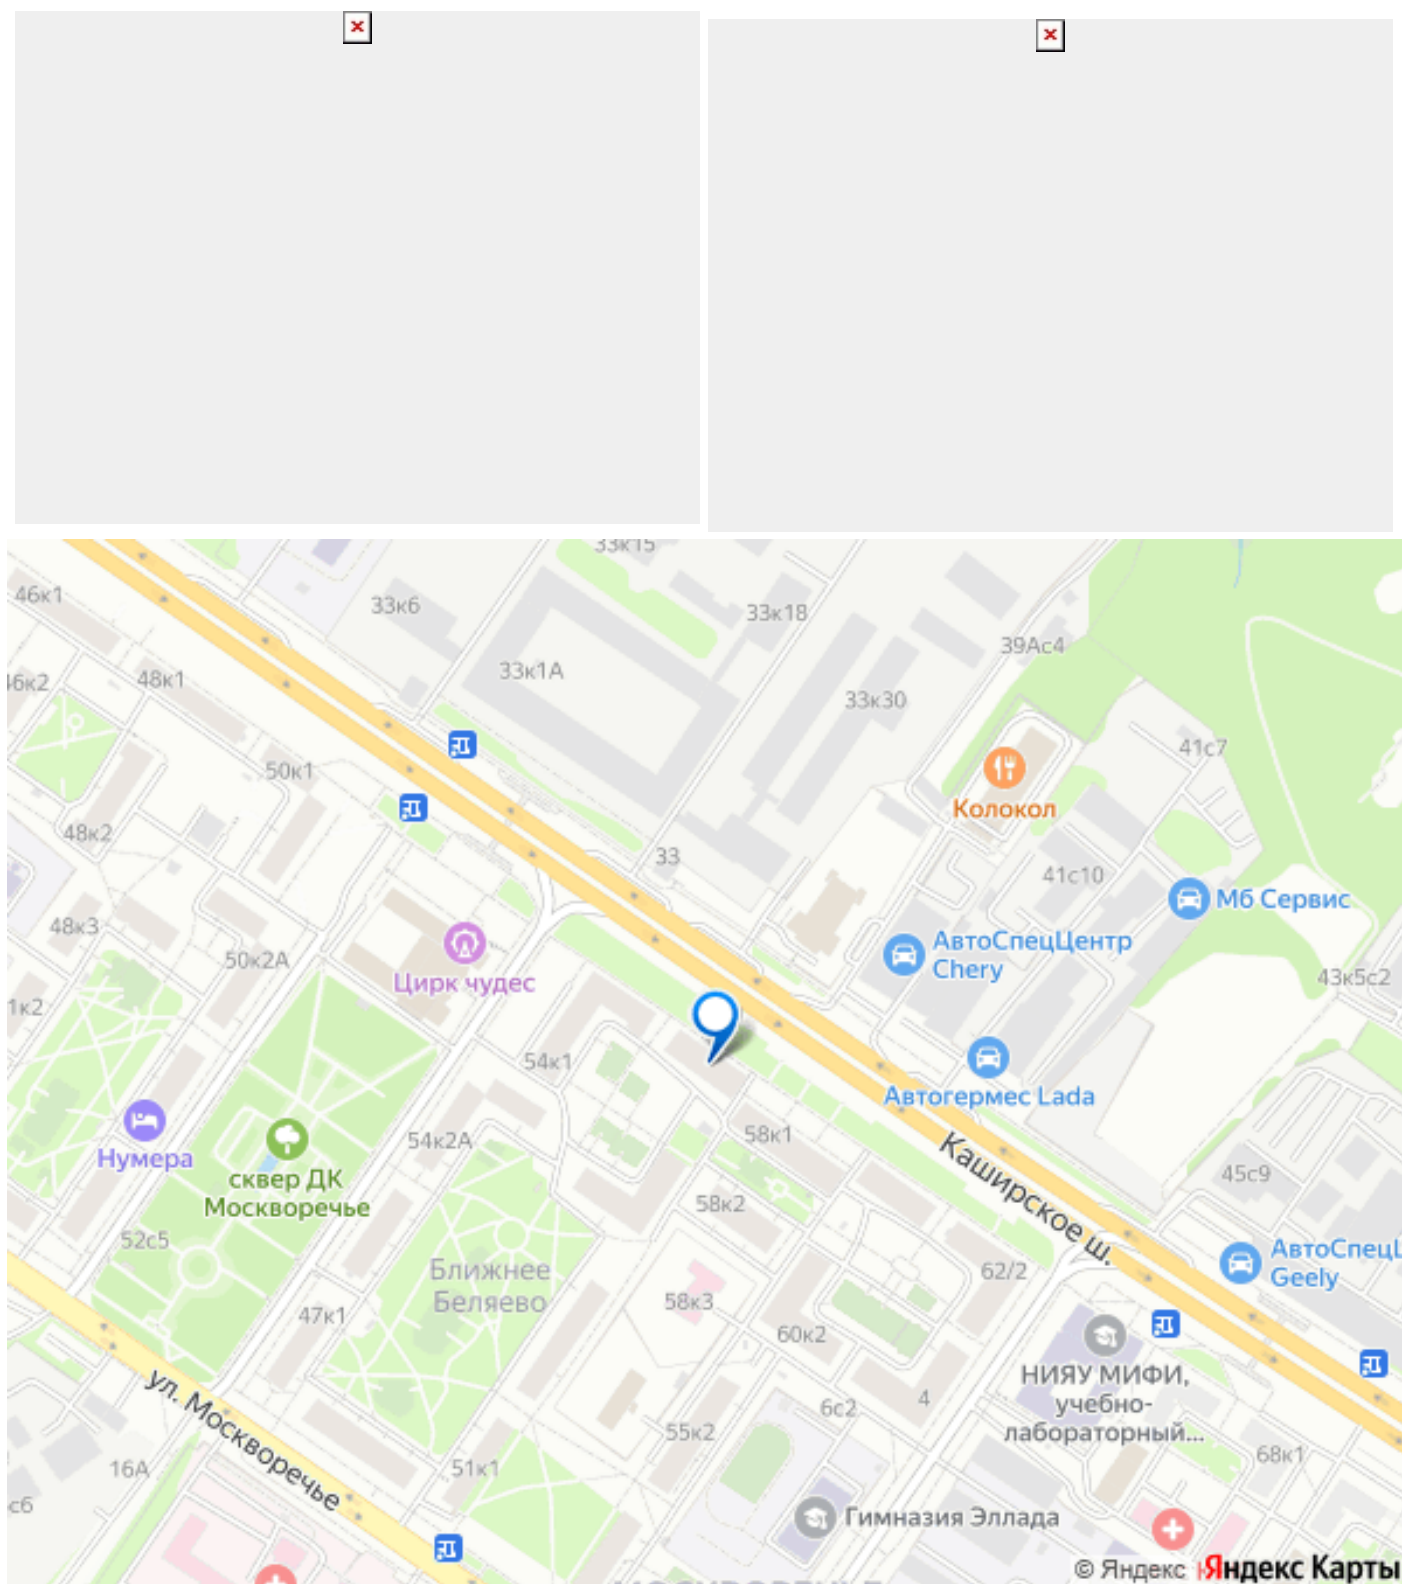 33к15
46к1
33к6
33к18
39Ас4
33к1А
46к2
48к1
33к30
41с7
50к1
Колокол
48к2
33
41с10
Мб Сервис
48к3
АвтоСпецЦентр
Chery
50к2А
Цирк чудес
43к5с2
1к2
54к1
Автогермес Lada
58к1
54к2А
Нумера
Каширское ш.
сквер ДК
Москворечье
45с9
58к2
52с5
АвтоСпецЦ
Geely
Ближнее
Беляево
62/2
58к3
47к1
60к2
НИЯУ МИФИ,
учебно-
лабораторный...
ул. Москворечье
6с2
4
55к2
68к1
16А
51к1
с6
Гимназия Эллада
© Яндекс
Яндекс Карты